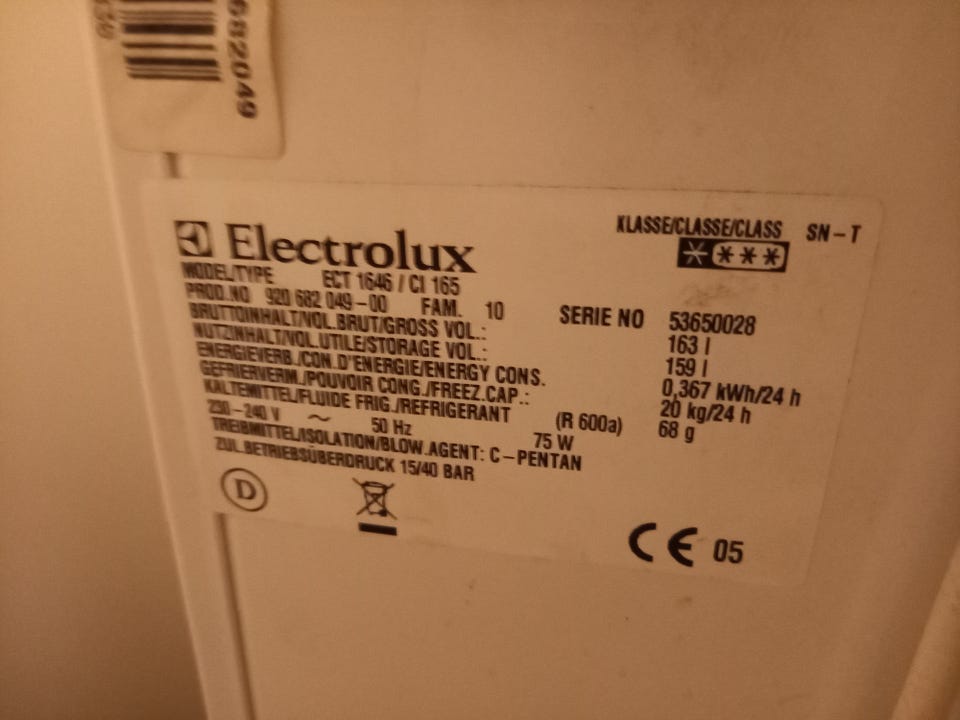 682049
Electrolux
KLASSE/CLASSE/CLASS SN-T
MODEL/TYPE ECT 1646 / CI 165
PROD.NO 920 682 049-00 FAM. 10 SERIE NO 53650028
BRUTTOINHALT/VOL.BRUT/GROSS VOL.: 163 l
NUTZINHALT/VOL.UTILE/STORAGE VOL.: 159 l
ENERGIEVERB./CON.D'ENERGIE/ENERGY CONS. 0,367 kWh/24 h
GEFRIERVERM./POUVOIR CONG./FREEZ.CAP.: 20 kg/24 h
KÄLTEMITTEL/FLUIDE FRIG./REFRIGERANT (R 600a) 68 g
230-240 V ~ 50 Hz 75 W
TREIBMITTEL/ISOLATION/BLOW.AGENT: C-PENTAN
ZUL.BETRIEBSÜBERDRUCK 15/40 BAR
D
CE 05